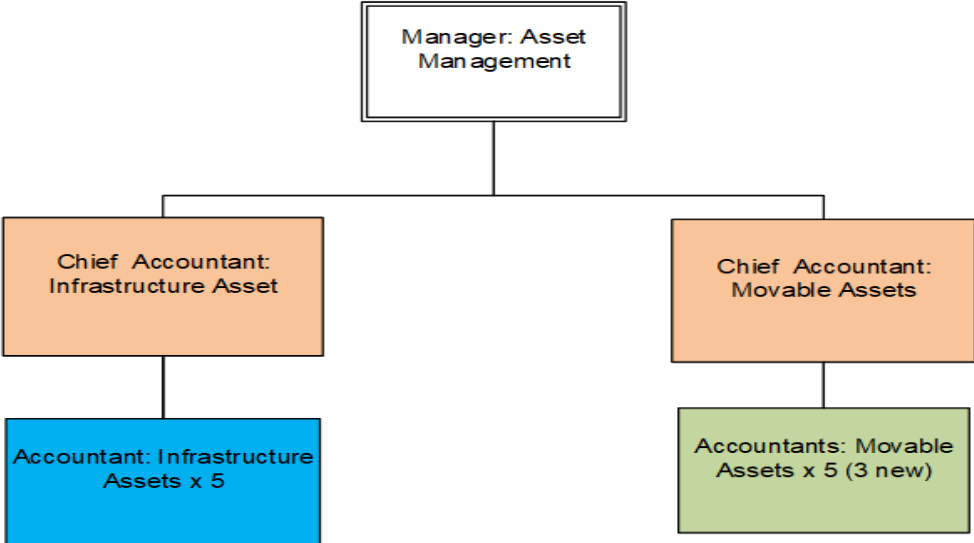 Manager: Asset
Management
Chief Accountant:
Infrastructure Asset
Chief Accountant:
Movable Assets
Accountant: Infrastructure
Assets x 5
Accountants: Movable
Assets x 5 (3 new)